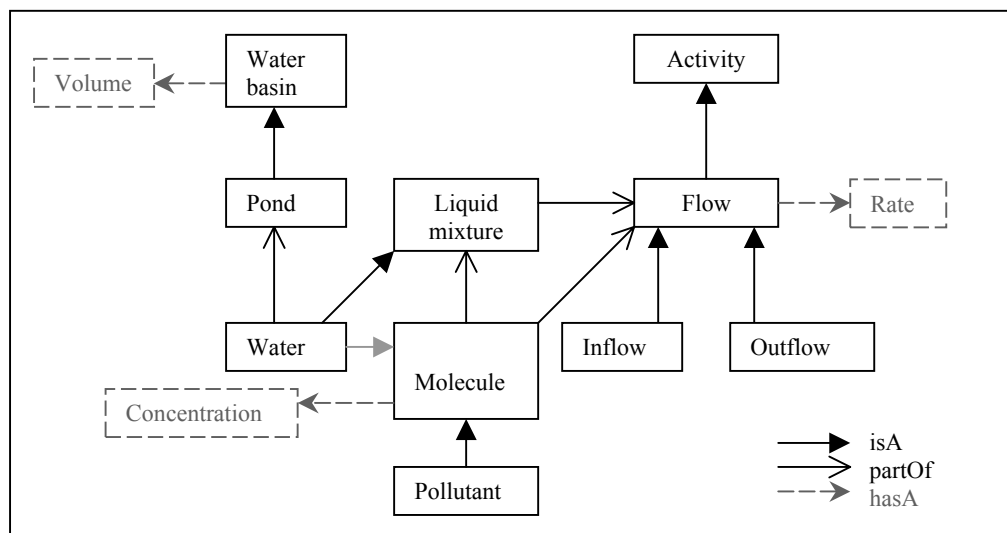 Water
basin
Activity
Volume
Pond
Liquid
mixture
Flow
Rate
Water
Molecule
Inflow
Outflow
Concentration
Pollutant
isA
partOf
hasA